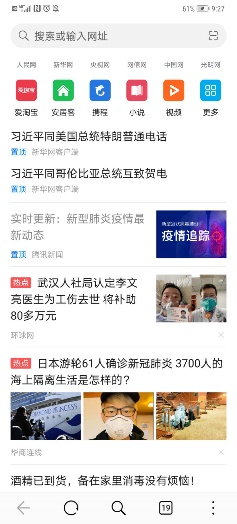 61% 9:27
搜索或输入网址
人民网 新华网 央视网 网信网 中国网 光明网
爱淘宝 安居客 携程 小说 视频 更多
习近平同美国总统特朗普通电话
置顶 新华网客户端
习近平同哥伦比亚总统互致贺电
置顶 新华网客户端
实时更新：新型肺炎疫情最
新动态
疫情追踪
置顶 腾讯新闻
热点 武汉人社局认定李文
亮医生为工伤去世 将补助
80多万元
环球网
热点 日本游轮61人确诊新冠肺炎 3700人的
海上隔离生活是怎样的？
华商连线
酒精已到货，备在家里消毒没有烦恼！
19